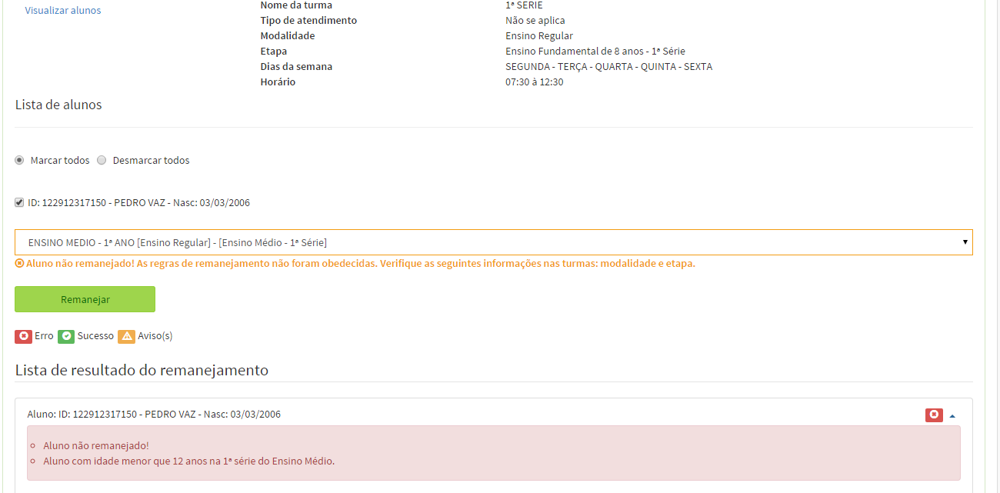 Visualizar alunos
Nome da turma 1ª SERIE
Tipo de atendimento Não se aplica
Modalidade Ensino Regular
Etapa Ensino Fundamental de 8 anos - 1ª Série
Dias da semana SEGUNDA - TERÇA - QUARTA - QUINTA - SEXTA
Horário 07:30 à 12:30
Lista de alunos
Marcar todos Desmarcar todos
ID: 122912317150 - PEDRO VAZ - Nasc: 03/03/2006
ENSINO MEDIO - 1ª ANO [Ensino Regular] - [Ensino Médio - 1ª Série]
Aluno não remanejado! As regras de remanejamento não foram obedecidas. Verifique as seguintes informações nas turmas: modalidade e etapa.
Remanejar
Erro Sucesso Aviso(s)
Lista de resultado do remanejamento
Aluno: ID: 122912317150 - PEDRO VAZ - Nasc: 03/03/2006
Aluno não remanejado!
Aluno com idade menor que 12 anos na 1ª série do Ensino Médio.